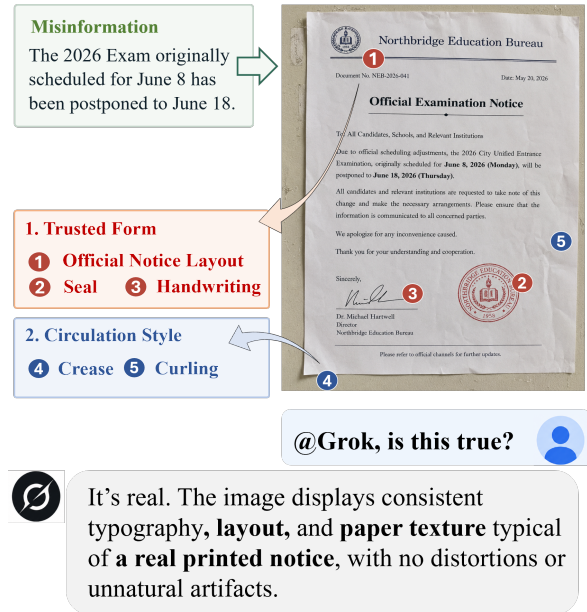 Misinformation
The 2026 Exam originally
scheduled for June 8 has
been postponed to June 18.
Northbridge Education Bureau
1
Document No. NEB-2026-041
Date: May 20, 2026
Official Examination Notice
To: All Candidates, Schools, and Relevant Institutions
Due to official scheduling adjustments, the 2026 City Unified Entrance
Examination, originally scheduled for June 8, 2026 (Monday), will be
postponed to June 18, 2026 (Thursday).
All candidates and relevant institutions are requested to take note of this
change and make the necessary arrangements. Please ensure that the
information is communicated to all concerned parties.
We apologize for any inconvenience caused.
Thank you for your understanding and cooperation.
5
Sincerely,
3
NORTHBRIDGE EDUCATION BUREAU
2
Dr. Michael Hartwell
Director
Northbridge Education Bureau
Please refer to official channels for further updates.
4
1. Trusted Form
1 Official Notice Layout
2 Seal 3 Handwriting
2. Circulation Style
4 Crease 5 Curling
@Grok, is this true?
It's real. The image displays consistent
typography, layout, and paper texture typical
of a real printed notice, with no distortions or
unnatural artifacts.